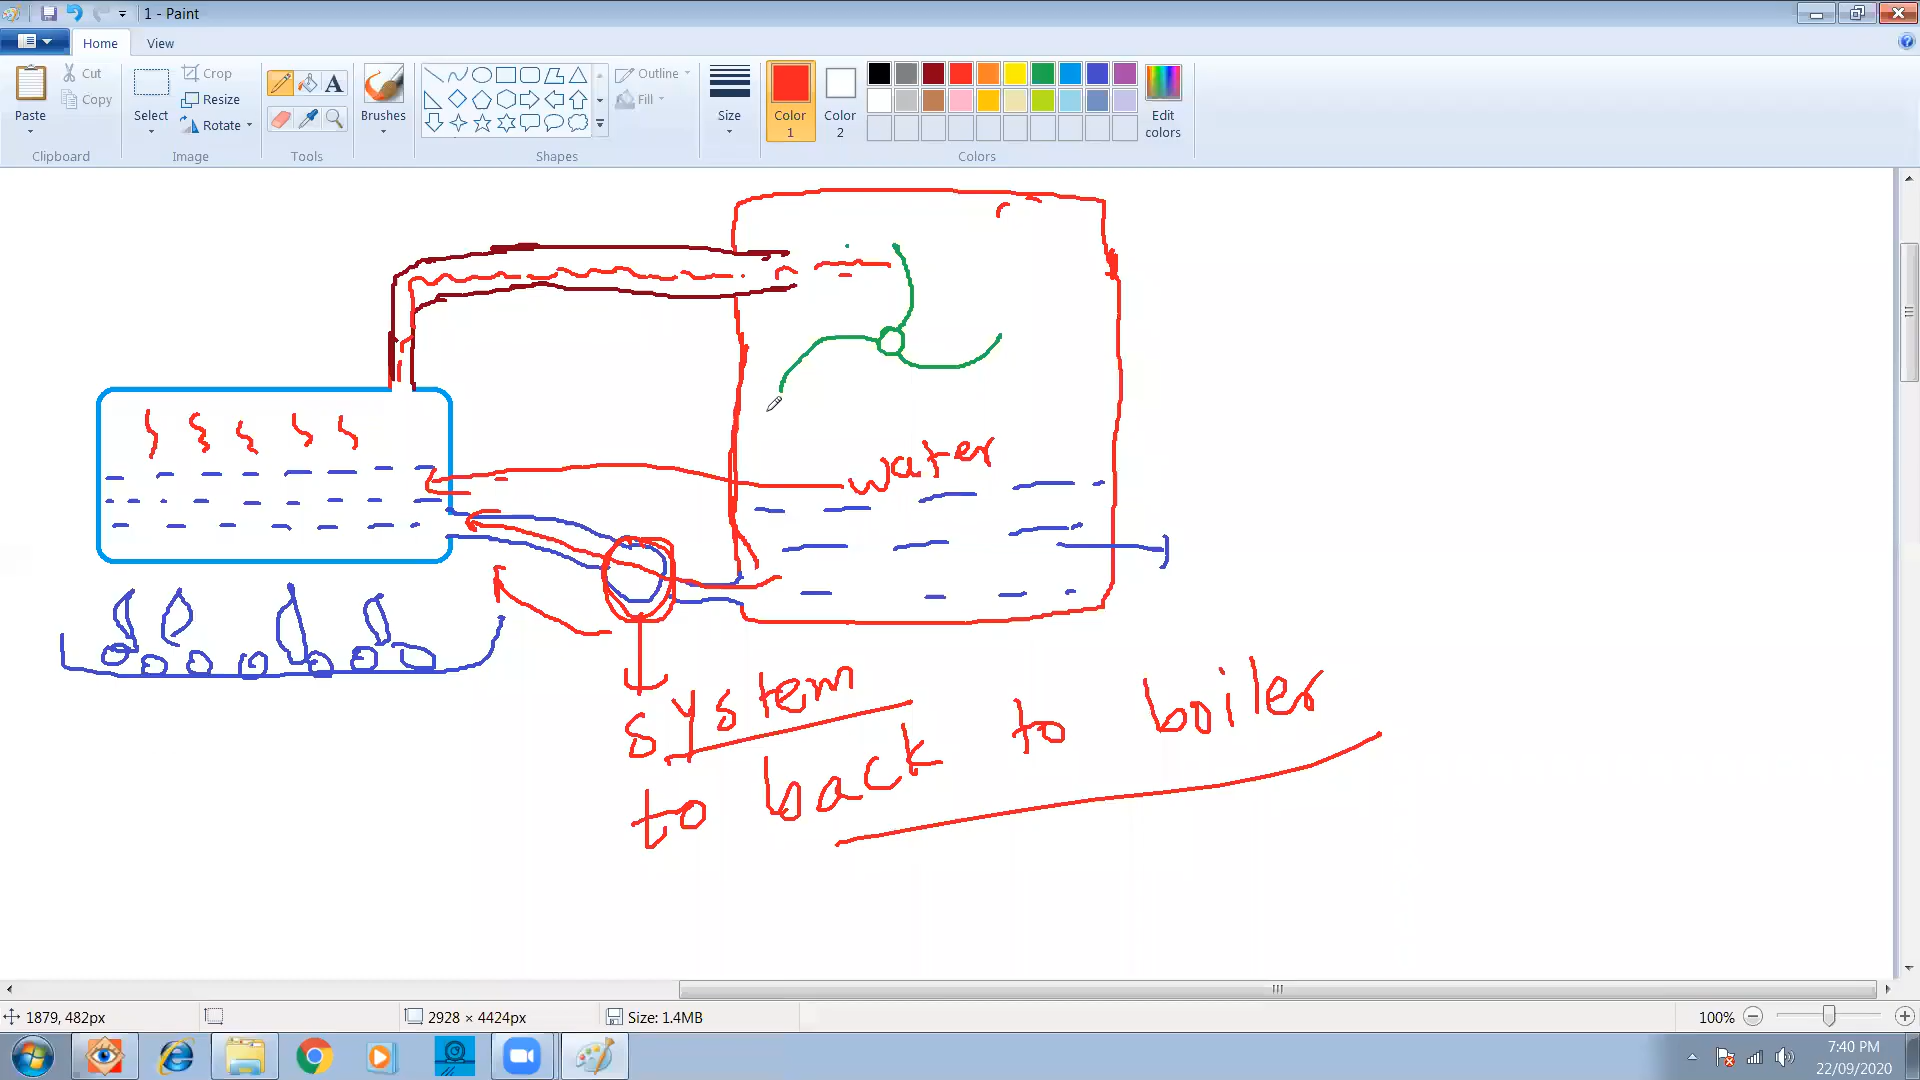 1 - Paint
Home
View
Paste
Cut
Copy
Clipboard
Select
Crop
Resize
Rotate
Image
Tools
Brushes
Shapes
Outline
Fill
Size
Color
1
Color
2
Edit
colors
Colors
water
system
to back to boiler
1879, 482px
2928 × 4424px
Size: 1.4MB
100%
7:40 PM
22/09/2020